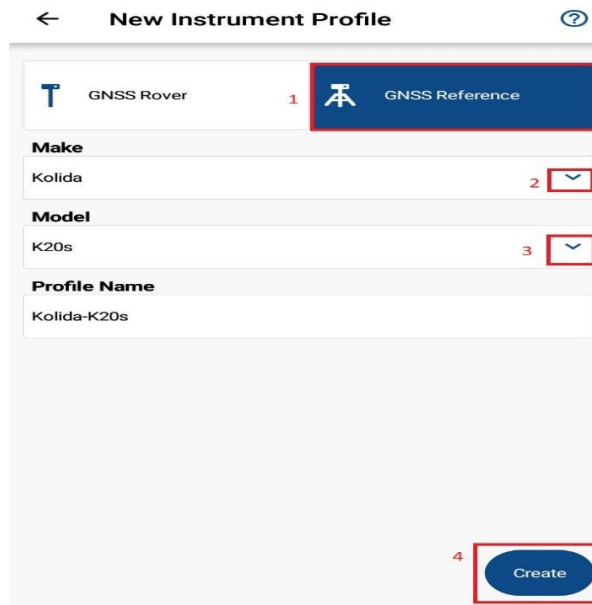 New Instrument Profile
GNSS Rover 1 GNSS Reference
Make
Kolida 2
Model
K20s 3
Profile Name
Kolida-K20s
4
Create